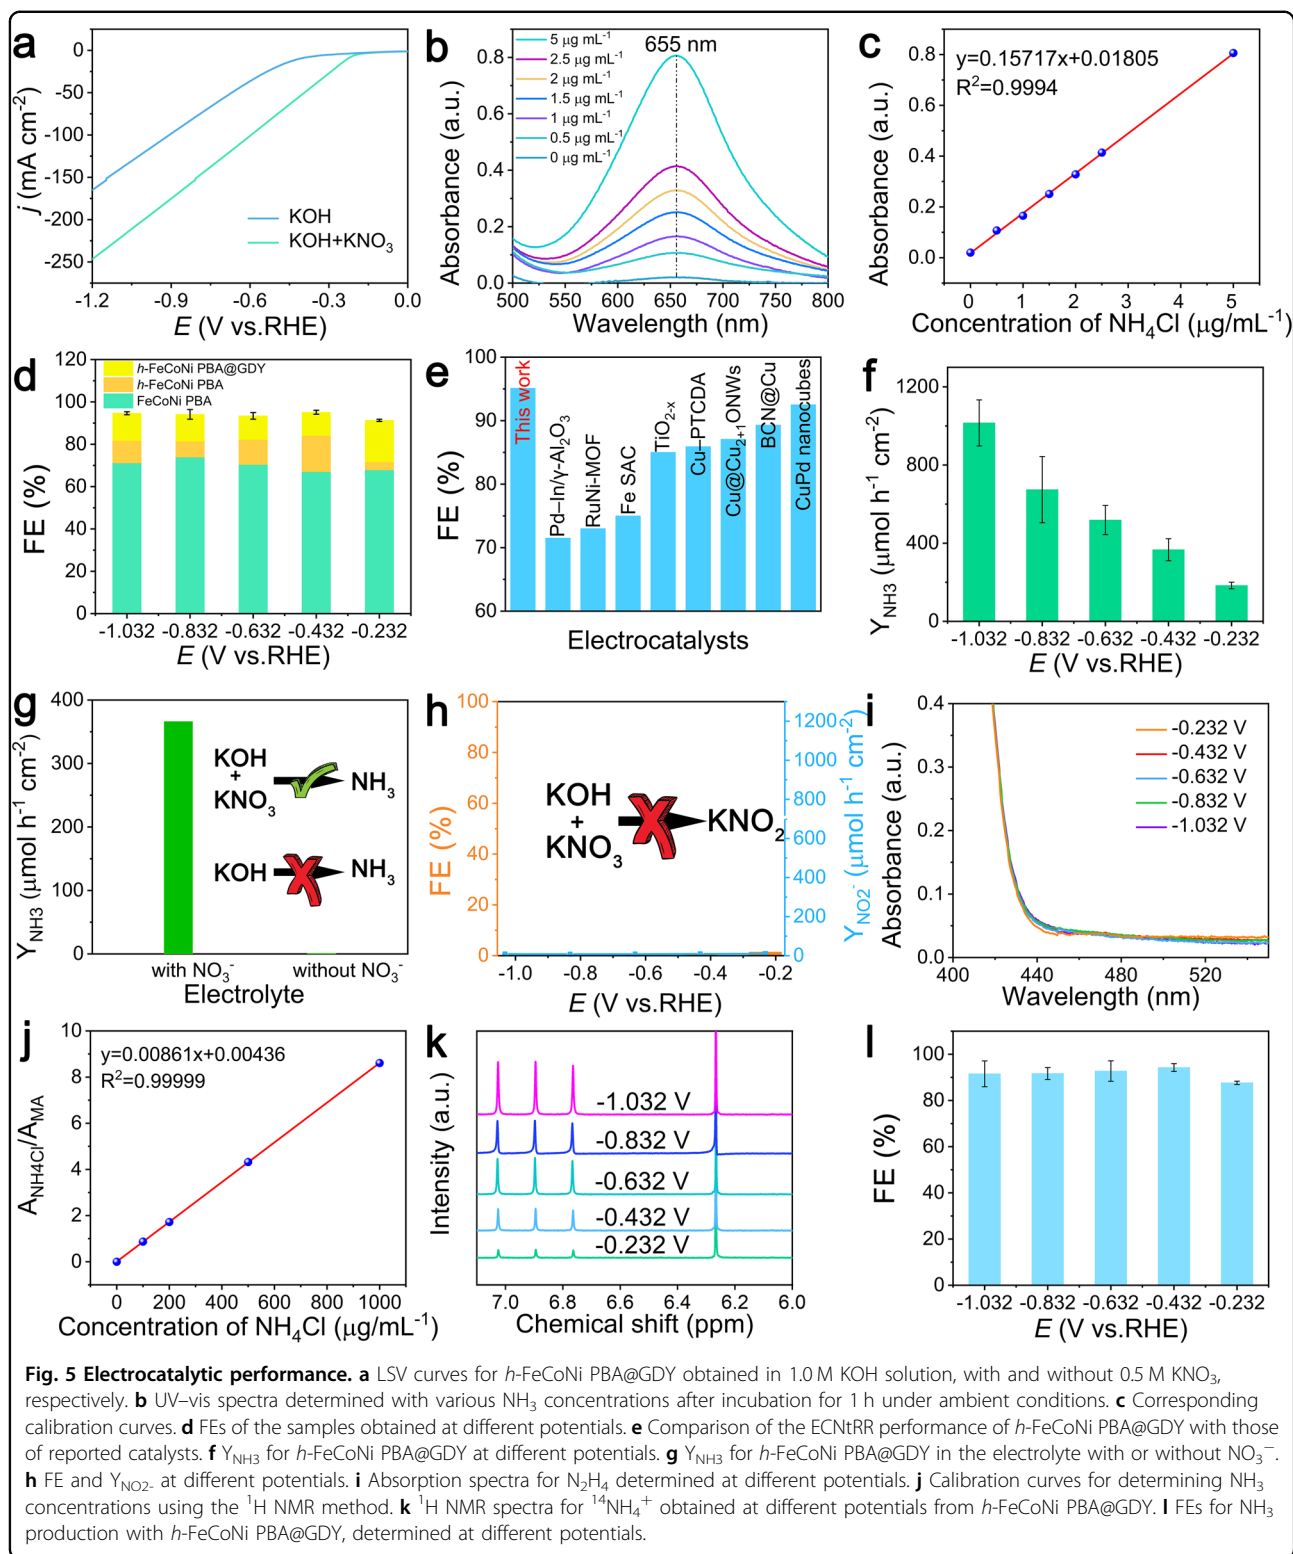 a
0
-50
-100
-150
-200
-250
j (mA cm⁻²)
KOH
KOH+KNO₃
-1.2 -0.9 -0.6 -0.3 0.0
E (V vs.RHE)
b
655 nm
5 μg mL⁻¹
2.5 μg mL⁻¹
2 μg mL⁻¹
1.5 μg mL⁻¹
1 μg mL⁻¹
0.5 μg mL⁻¹
0 μg mL⁻¹
0.8
0.6
0.4
0.2
0.0
Absorbance (a.u.)
500 550 600 650 700 750 800
Wavelength (nm)
c
y=0.15717x+0.01805
R²=0.9994
0.8
0.6
0.4
0.2
0.0
Absorbance (a.u.)
0 1 2 3 4 5
Concentration of NH₄Cl (μg/mL⁻¹)
d
h-FeCoNi PBA@GDY
h-FeCoNi PBA
FeCoNi PBA
120
100
80
60
40
20
0
FE (%)
-1.032 -0.832 -0.632 -0.432 -0.232
E (V vs.RHE)
e
100
90
80
70
60
FE (%)
This work
Pd–In/γ-Al₂O₃
RuNi-MOF
Fe SAC
TiO₂₋ₓ
Cu-PTCDA
Cu@Cu₂₊₁ONWs
BCN@Cu
CuPd nanocubes
Electrocatalysts
f
1200
800
400
0
Y_NH3 (μmol h⁻¹ cm⁻²)
-1.032 -0.832 -0.632 -0.432 -0.232
E (V vs.RHE)
g
400
300
200
100
0
Y_NH3 (μmol h⁻¹ cm⁻²)
KOH
+
KNO₃
NH₃
KOH NH₃
with NO₃⁻ without NO₃⁻
Electrolyte
h
100
80
60
40
20
0
FE (%)
KOH
+
KNO₃
KNO₂
1200
1000
800
600
400
200
0
Y_NO2⁻ (μmol h⁻¹ cm⁻²)
-1.0 -0.8 -0.6 -0.4 -0.2
E (V vs.RHE)
i
-0.232 V
-0.432 V
-0.632 V
-0.832 V
-1.032 V
0.4
0.3
0.2
0.1
0.0
Absorbance (a.u.)
400 440 480 520
Wavelength (nm)
j
y=0.00861x+0.00436
R²=0.99999
10
8
6
4
2
0
A_NH4Cl/A_MA
0 200 400 600 800 1000
Concentration of NH₄Cl (μg/mL⁻¹)
k
Intensity (a.u.)
-1.032 V
-0.832 V
-0.632 V
-0.432 V
-0.232 V
7.0 6.8 6.6 6.4 6.2 6.0
Chemical shift (ppm)
l
100
80
60
40
20
0
FE (%)
-1.032 -0.832 -0.632 -0.432 -0.232
E (V vs.RHE)
Fig. 5 Electrocatalytic performance. a LSV curves for h-FeCoNi PBA@GDY obtained in 1.0 M KOH solution, with and without 0.5 M KNO₃,
respectively. b UV–vis spectra determined with various NH₃ concentrations after incubation for 1 h under ambient conditions. c Corresponding
calibration curves. d FEs of the samples obtained at different potentials. e Comparison of the ECNtRR performance of h-FeCoNi PBA@GDY with those
of reported catalysts. f Y_NH3 for h-FeCoNi PBA@GDY at different potentials. g Y_NH3 for h-FeCoNi PBA@GDY in the electrolyte with or without NO₃⁻.
h FE and Y_NO2- at different potentials. i Absorption spectra for N₂H₄ determined at different potentials. j Calibration curves for determining NH₃
concentrations using the ¹H NMR method. k ¹H NMR spectra for ¹⁴NH₄⁺ obtained at different potentials from h-FeCoNi PBA@GDY. l FEs for NH₃
production with h-FeCoNi PBA@GDY, determined at different potentials.